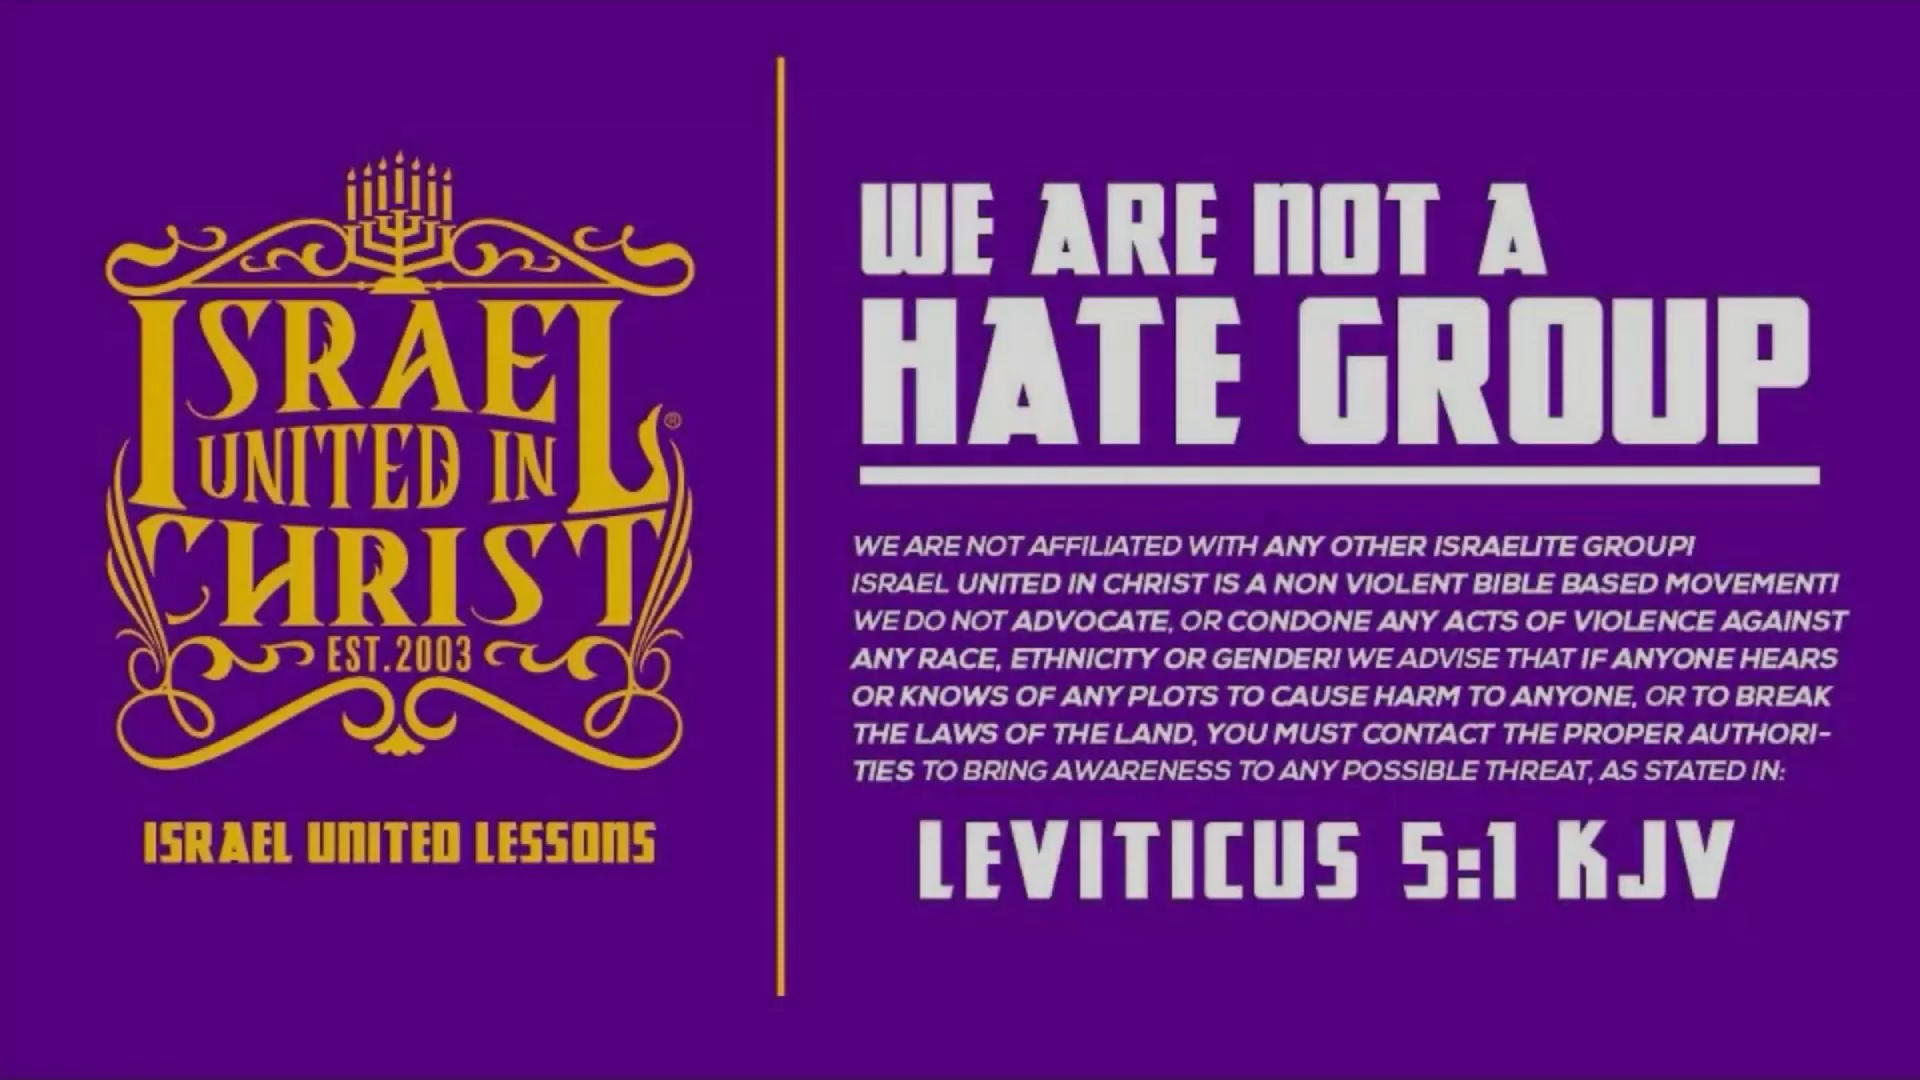 ISRAEL
UNITED IN
CHRIST
®
EST.2003
ISRAEL UNITED LESSONS
WE ARE NOT A
HATE GROUP
WE ARE NOT AFFILIATED WITH ANY OTHER ISRAELITE GROUP!
ISRAEL UNITED IN CHRIST IS A NON VIOLENT BIBLE BASED MOVEMENT!
WE DO NOT ADVOCATE, OR CONDONE ANY ACTS OF VIOLENCE AGAINST
ANY RACE, ETHNICITY OR GENDER! WE ADVISE THAT IF ANYONE HEARS
OR KNOWS OF ANY PLOTS TO CAUSE HARM TO ANYONE, OR TO BREAK
THE LAWS OF THE LAND, YOU MUST CONTACT THE PROPER AUTHORI-
TIES TO BRING AWARENESS TO ANY POSSIBLE THREAT, AS STATED IN:
LEVITICUS 5:1 KJV